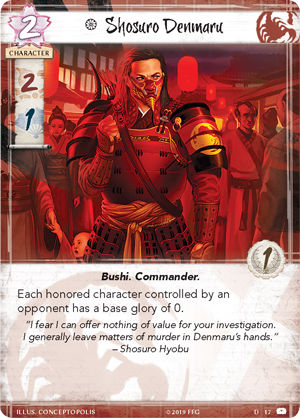 2
Shosuro Denmaru
CHARACTER
2
1
1
Bushi. Commander.
Each honored character controlled by an
opponent has a base glory of 0.
“I fear I can offer nothing of value for your investigation.
I generally leave matters of murder in Denmaru’s hands.”
– Shosuro Hyobu
ILLUS. CONCEPTOPOLIS
©2019 FFG
D 17